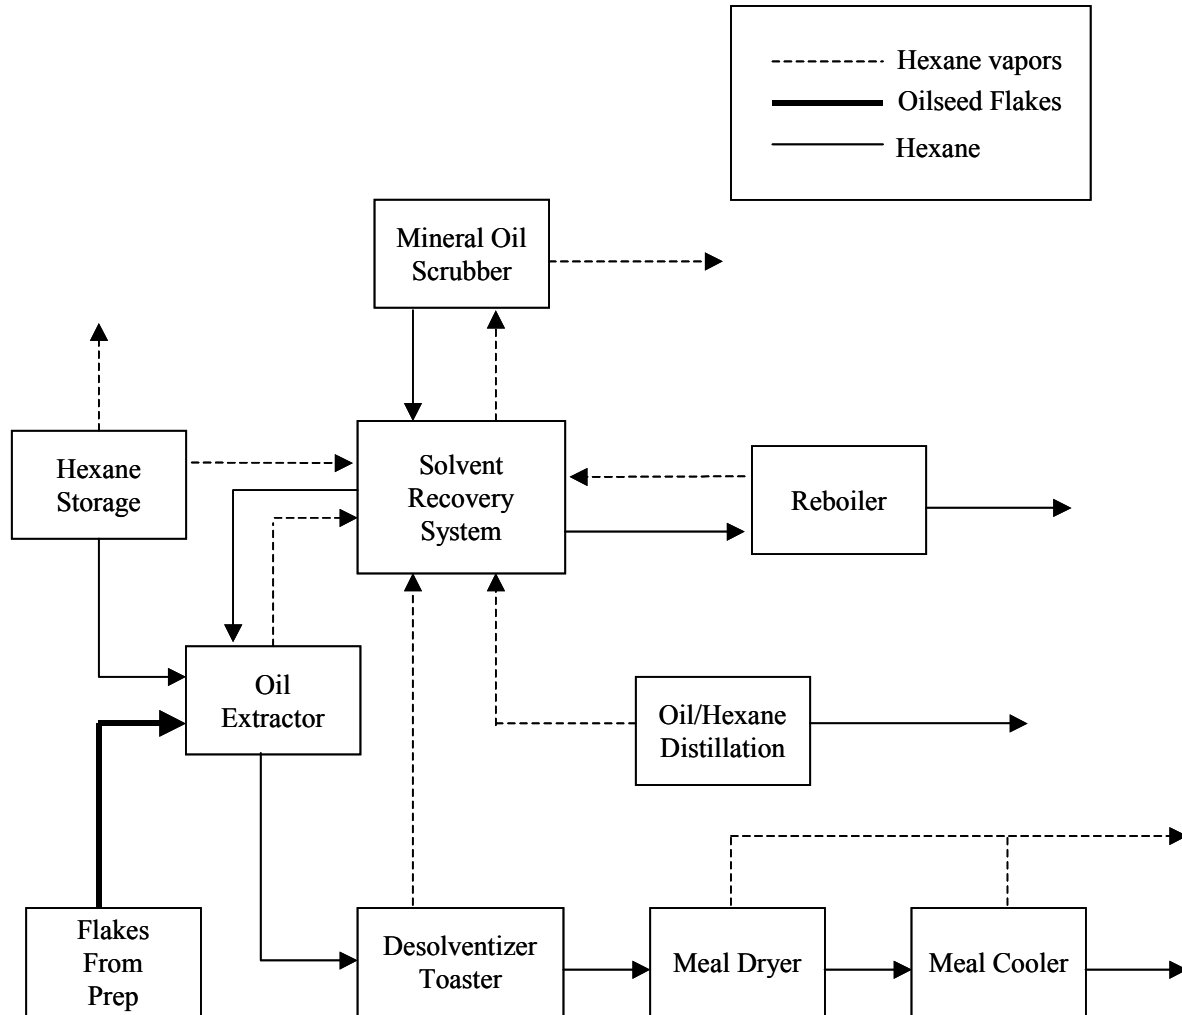 Hexane vapors
Oilseed Flakes
Hexane
Mineral Oil
Scrubber
Hexane
Storage
Solvent
Recovery
System
Reboiler
Oil
Extractor
Oil/Hexane
Distillation
Flakes
From
Prep
Desolventizer
Toaster
Meal Dryer
Meal Cooler